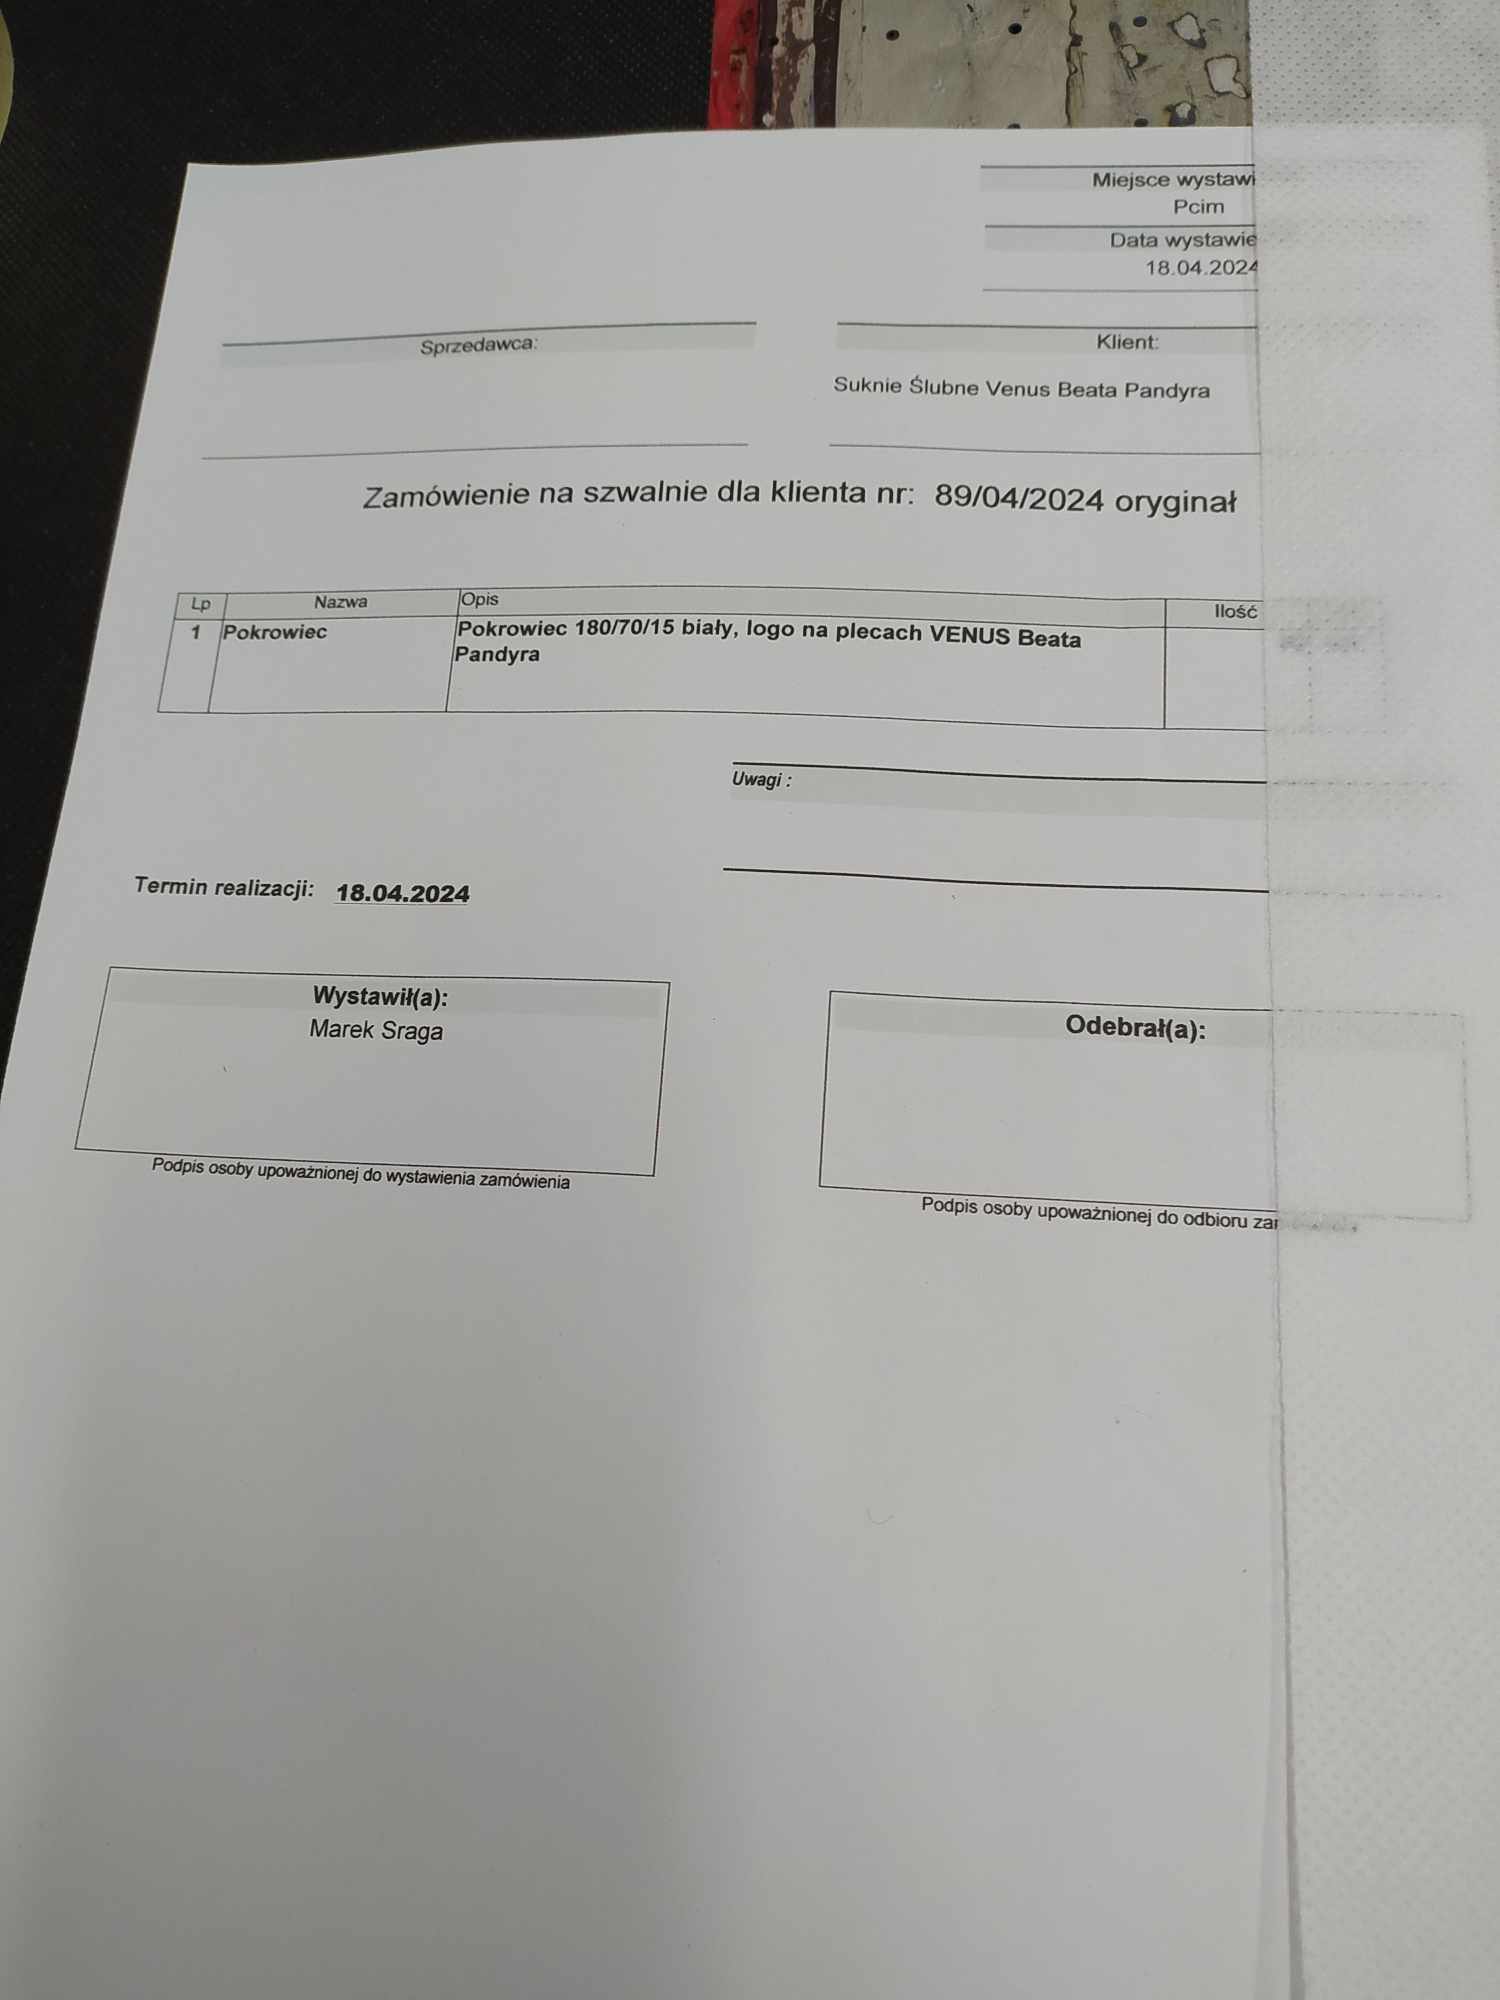 Miejsce wystawi
Pcim
Data wystawie
18.04.2024
Sprzedawca:
Klient:
Suknie Ślubne Venus Beata Pandyra
Zamówienie na szwalnie dla klienta nr: 89/04/2024 oryginał
Lp Nazwa Opis Ilość
1 Pokrowiec Pokrowiec 180/70/15 biały, logo na plecach VENUS Beata
Pandyra
Uwagi :
Termin realizacji: 18.04.2024
Wystawił(a):
Marek Sraga
Odebrał(a):
Podpis osoby upoważnionej do wystawienia zamówienia
Podpis osoby upoważnionej do odbioru zam